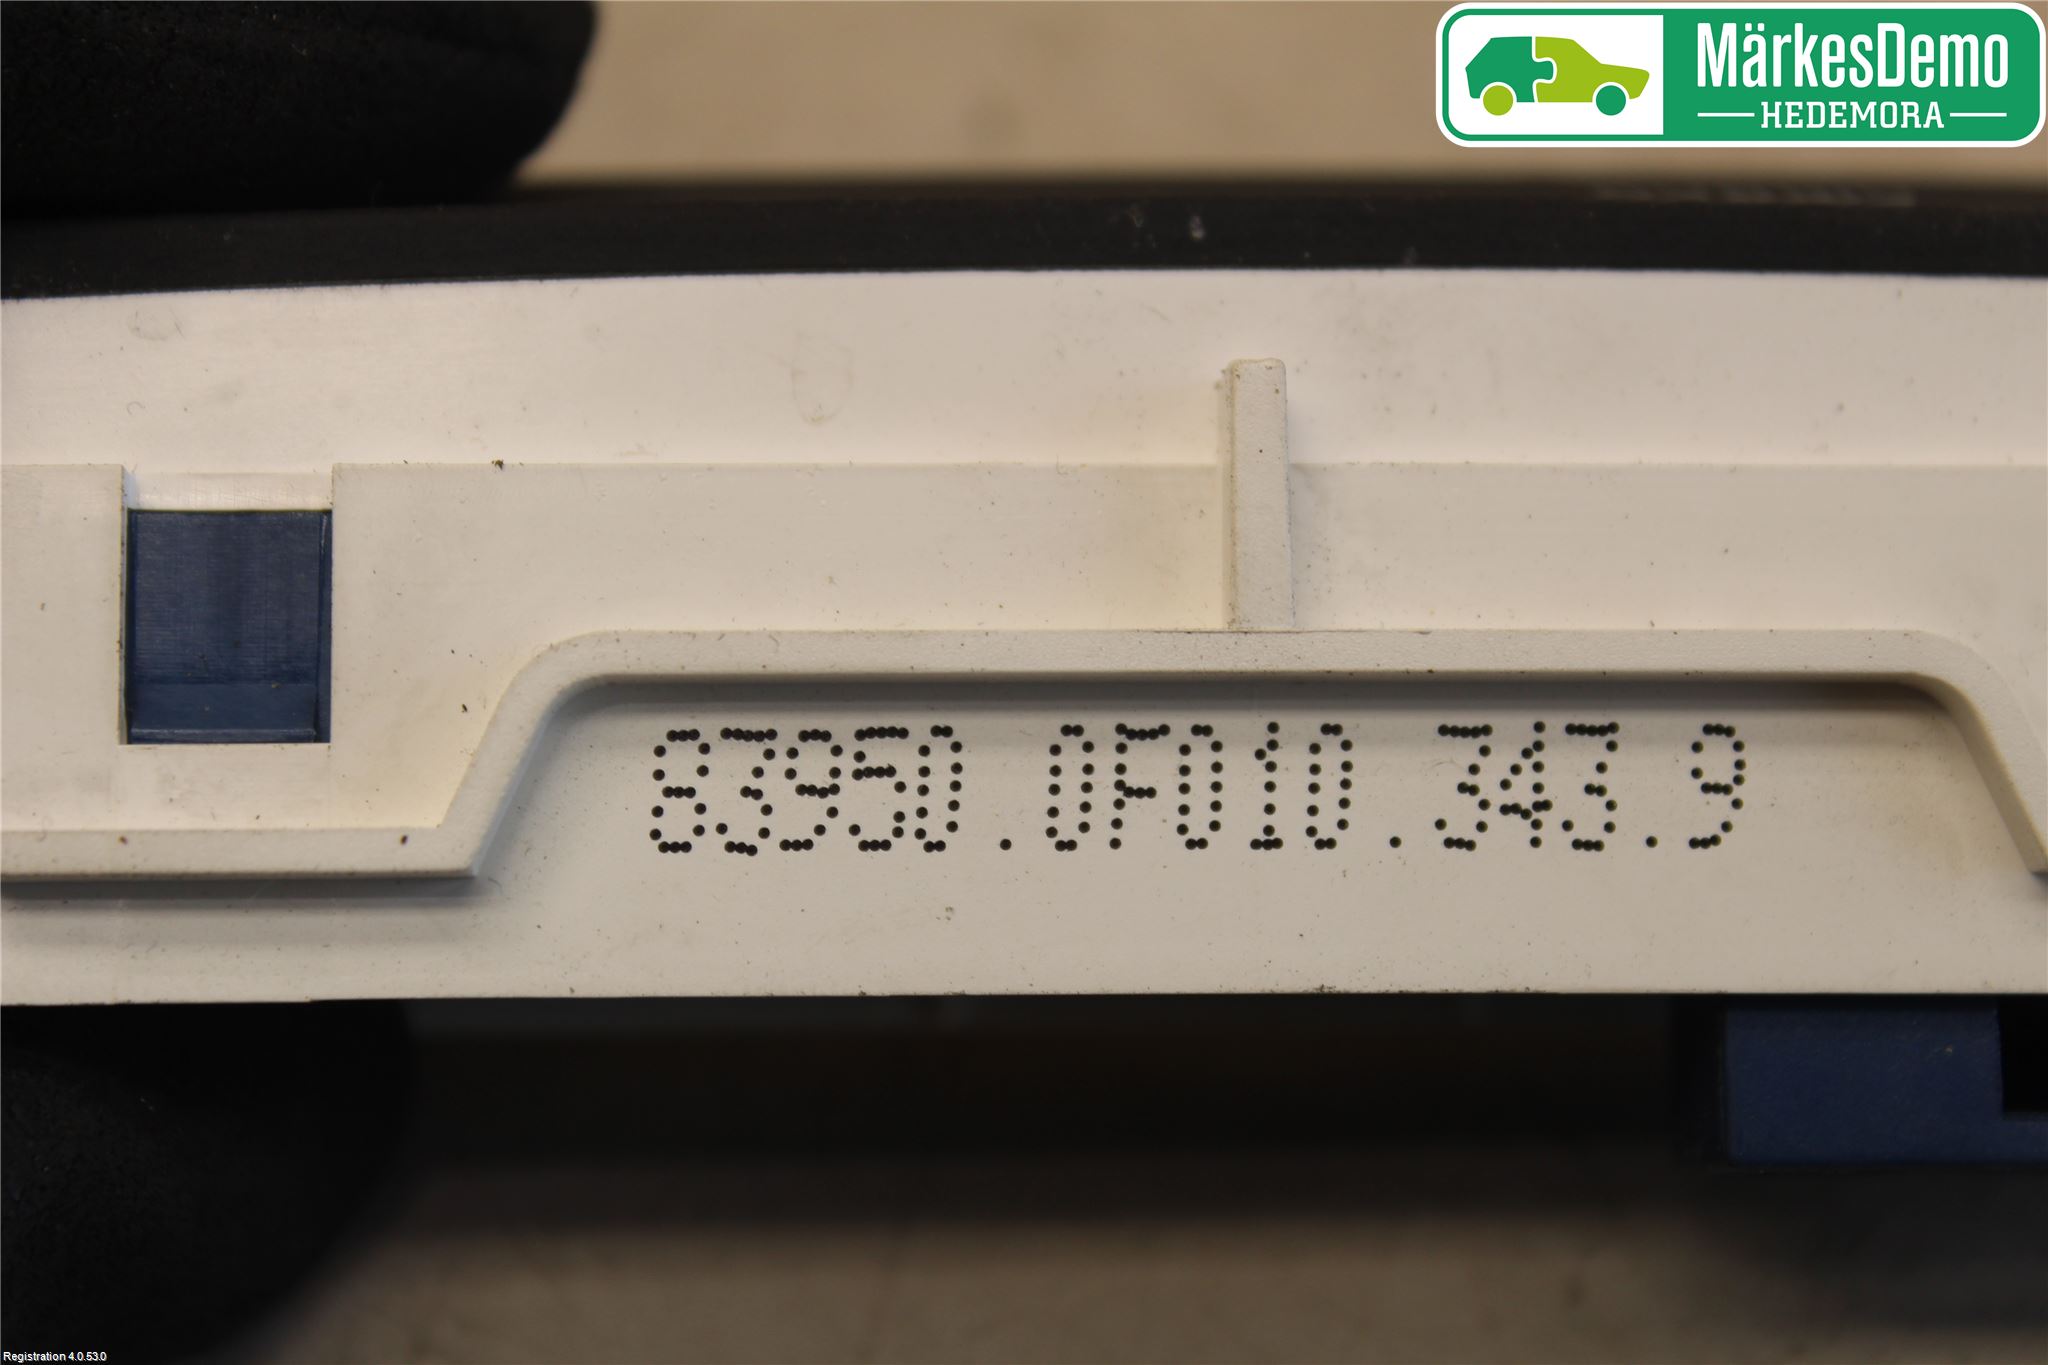 MärkesDemo
HEDEMORA
83950.0F010.343.9
Registration 4.0.53.0